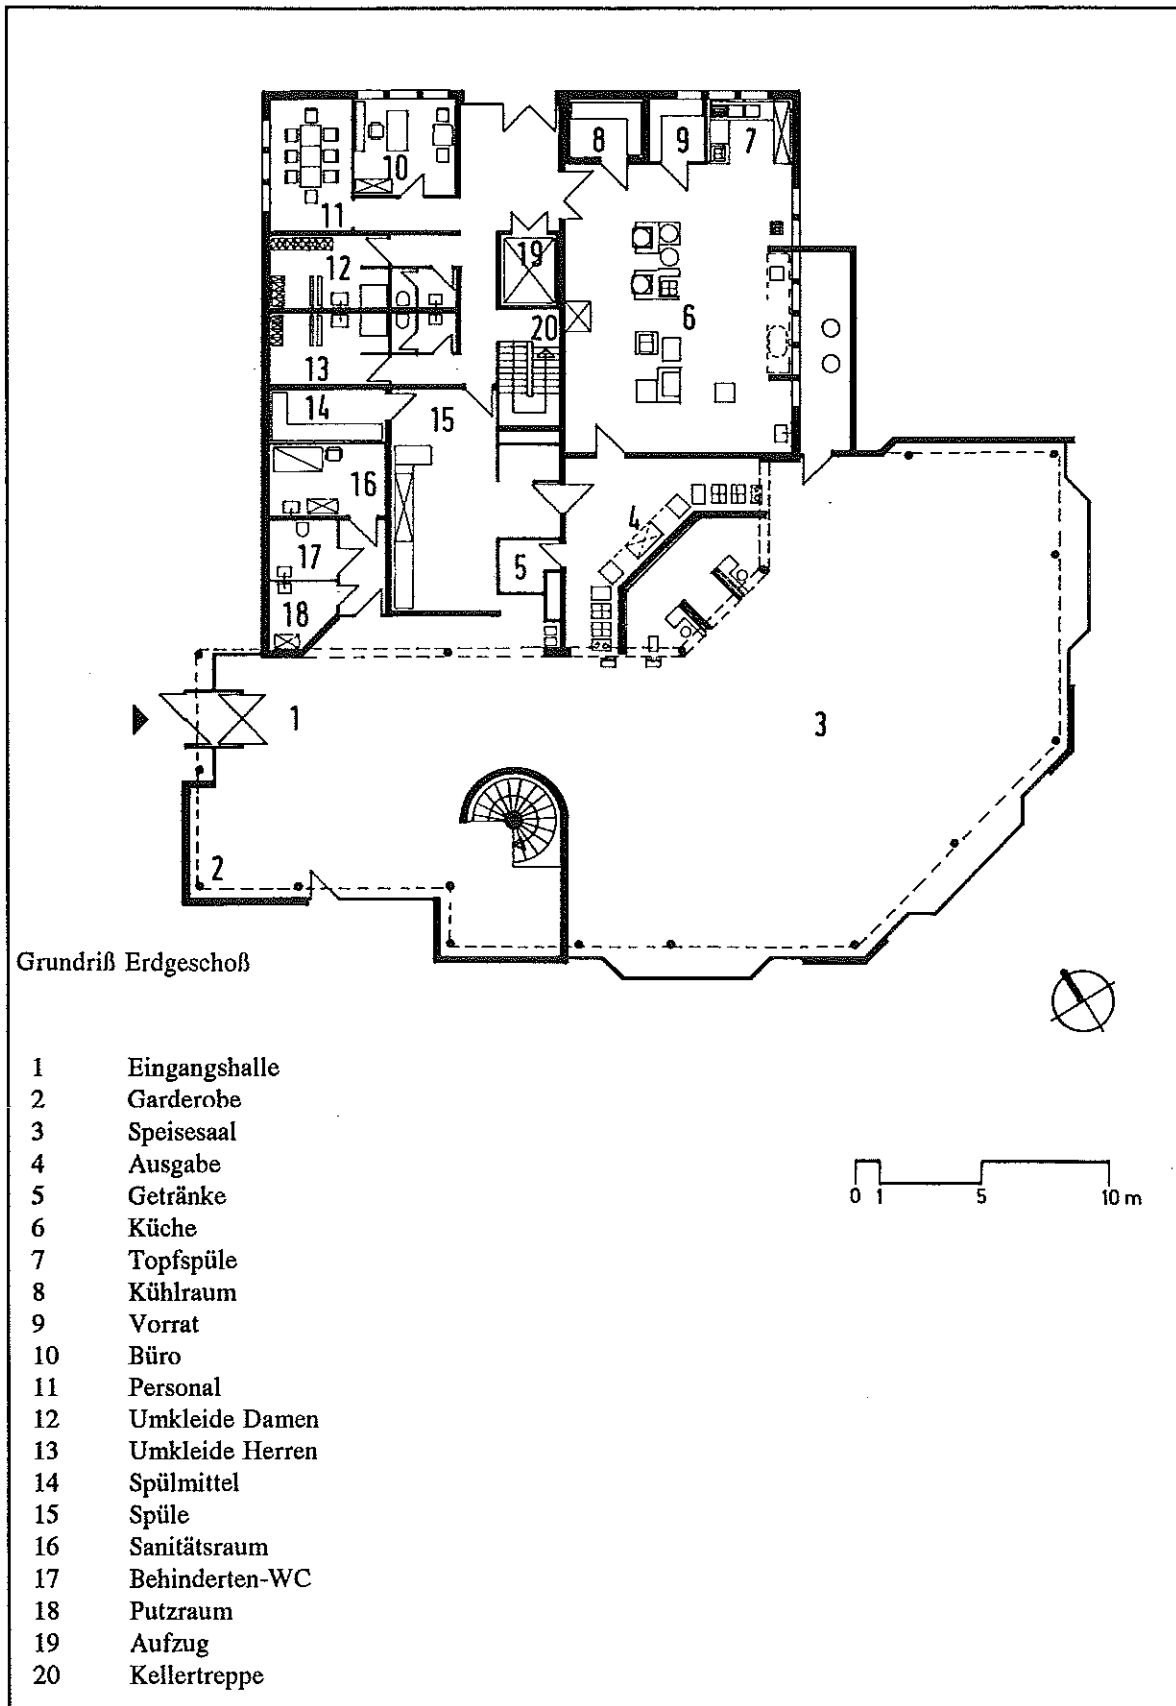 8
9
7
10
11
19
12
6
20
13
14
15
16
4
17
5
18
1
3
2
Grundriß Erdgeschoß
1 Eingangshalle
2 Garderobe
3 Speisesaal
4 Ausgabe
5 Getränke
6 Küche
7 Topfspüle
8 Kühlraum
9 Vorrat
10 Büro
11 Personal
12 Umkleide Damen
13 Umkleide Herren
14 Spülmittel
15 Spüle
16 Sanitätsraum
17 Behinderten-WC
18 Putzraum
19 Aufzug
20 Kellertreppe
0 1 5 10 m